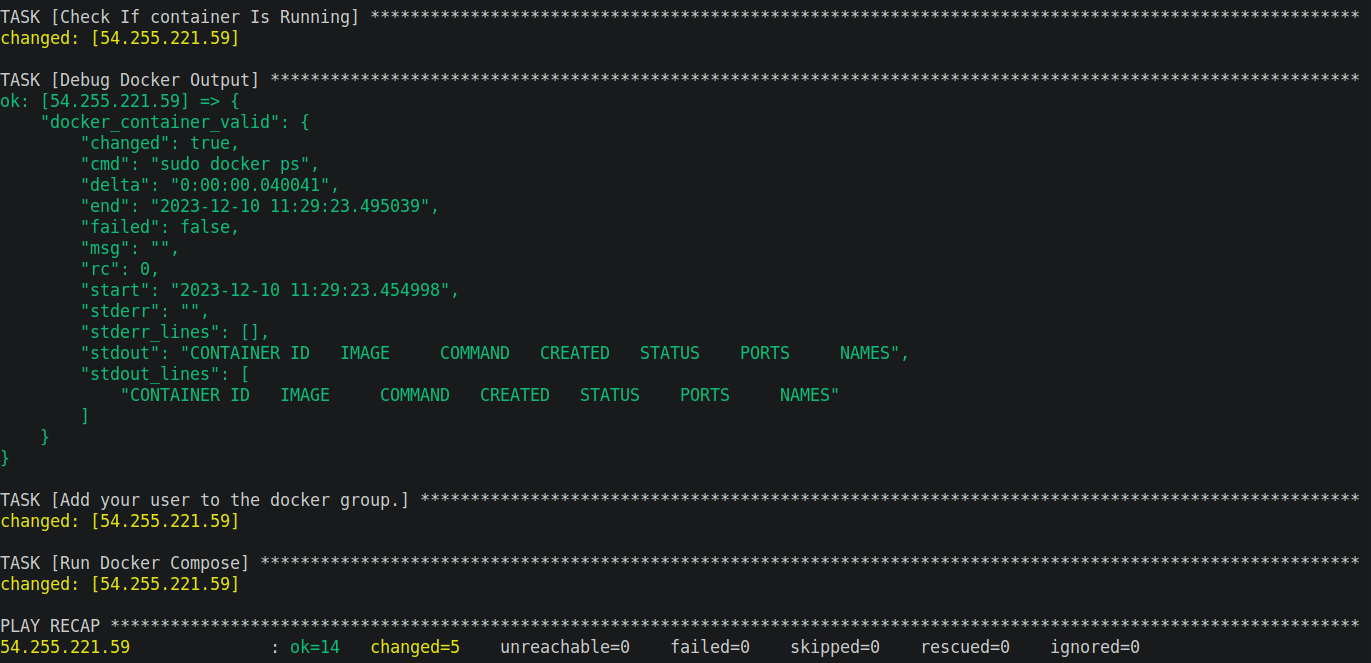 TASK [Check If container Is Running] ***************************************************************************************************
changed: [54.255.221.59]
TASK [Debug Docker Output] *************************************************************************************************************
ok: [54.255.221.59] => {
    "docker_container_valid": {
        "changed": true,
        "cmd": "sudo docker ps",
        "delta": "0:00:00.040041",
        "end": "2023-12-10 11:29:23.495039",
        "failed": false,
        "msg": "",
        "rc": 0,
        "start": "2023-12-10 11:29:23.454998",
        "stderr": "",
        "stderr_lines": [],
        "stdout": "CONTAINER ID   IMAGE     COMMAND   CREATED   STATUS    PORTS     NAMES",
        "stdout_lines": [
            "CONTAINER ID   IMAGE     COMMAND   CREATED   STATUS    PORTS     NAMES"
        ]
    }
}
TASK [Add your user to the docker group.] **********************************************************************************************
changed: [54.255.221.59]
TASK [Run Docker Compose] **************************************************************************************************************
changed: [54.255.221.59]
PLAY RECAP *****************************************************************************************************************************
54.255.221.59              : ok=14   changed=5    unreachable=0    failed=0    skipped=0    rescued=0    ignored=0